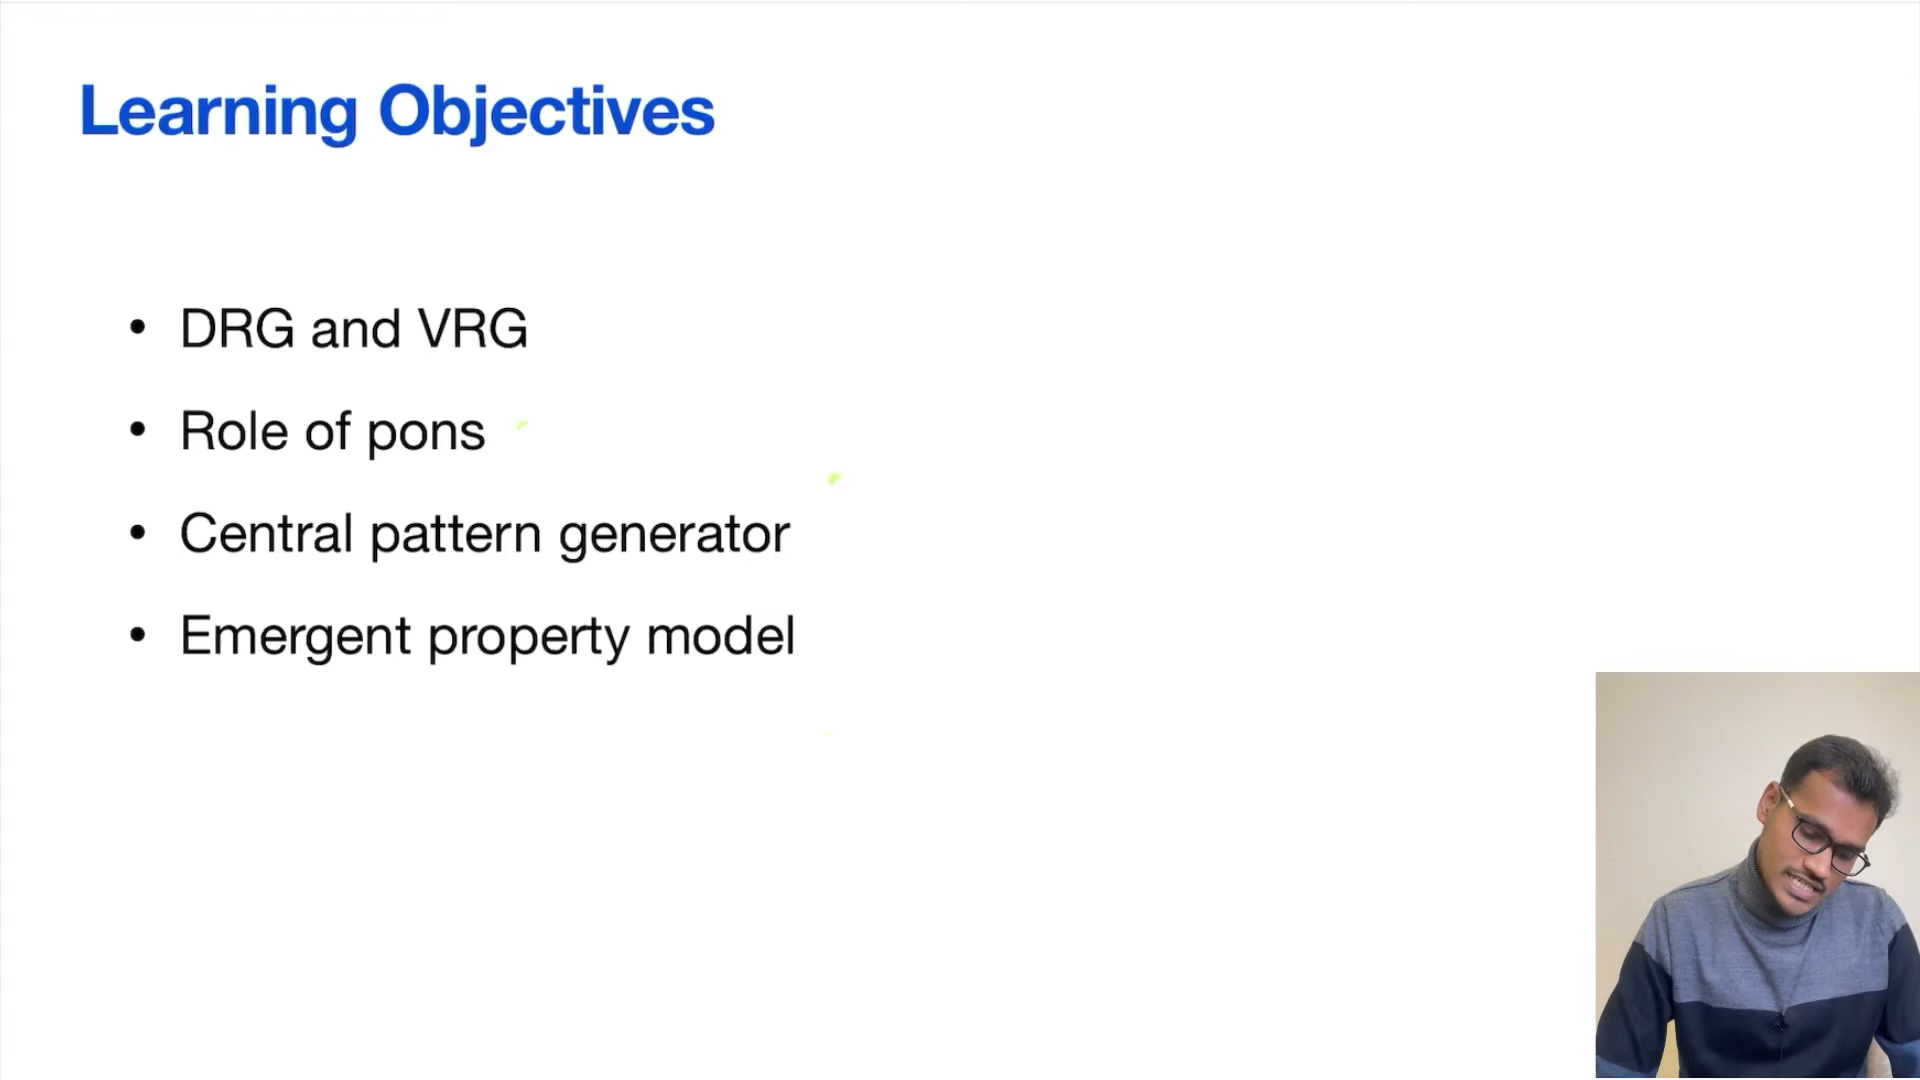 Learning Objectives
• DRG and VRG
• Role of pons
• Central pattern generator
• Emergent property model